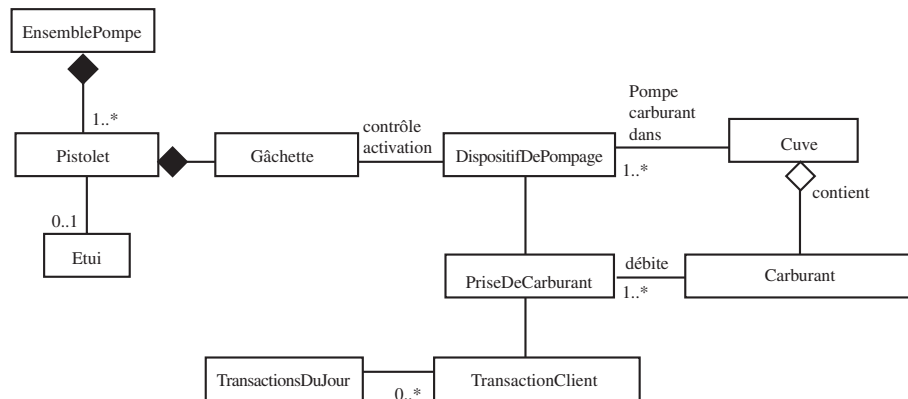 EnsemblePompe
1..*
Pistolet
Gâchette
contrôle
activation
DispositifDePompage
Pompe
carburant
dans
1..*
Cuve
contient
0..1
Etui
PriseDeCarburant
débite
1..*
Carburant
TransactionsDuJour
0..*
TransactionClient